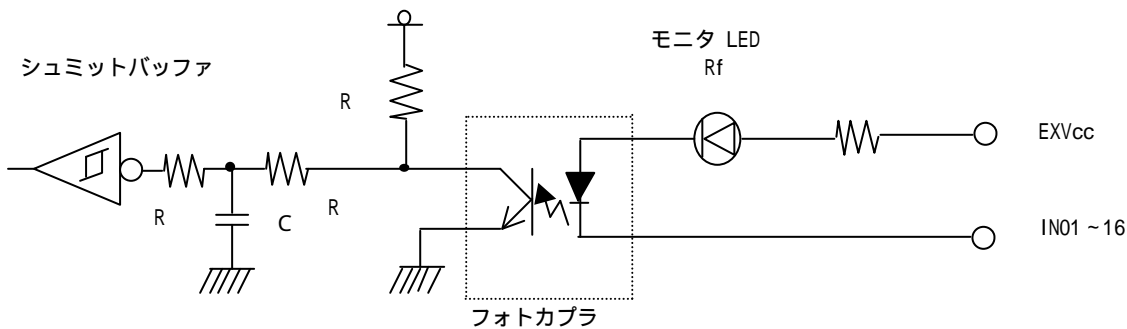 モニタ LED
Rf
シュミットバッファ
R
EXVcc
R
C
R
IN01～16
フォトカプラ